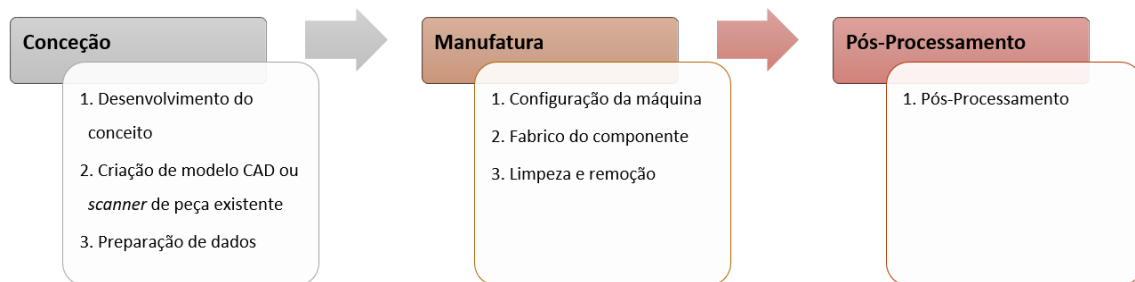 Conceção
1. Desenvolvimento do
conceito
2. Criação de modelo CAD ou
scanner de peça existente
3. Preparação de dados
Manufatura
1. Configuração da máquina
2. Fabrico do componente
3. Limpeza e remoção
Pós-Processamento
1. Pós-Processamento